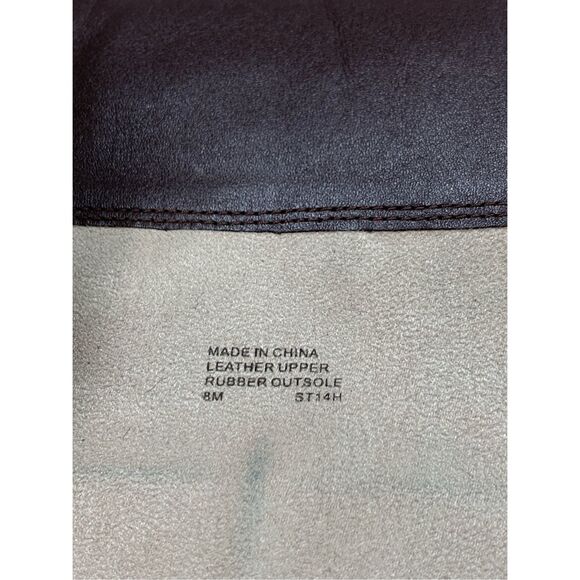 MADE IN CHINA
LEATHER UPPER
RUBBER OUTSOLE
8M ST14H